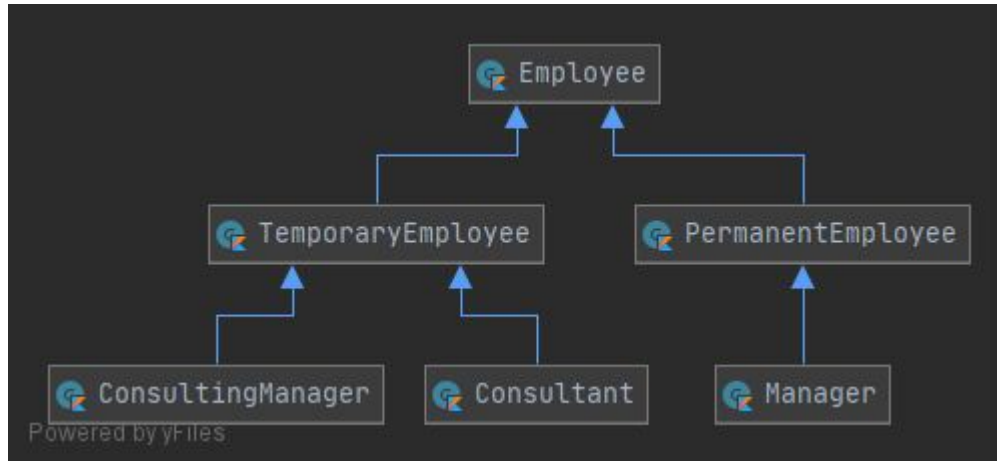 Employee
TemporaryEmployee
PermanentEmployee
ConsultingManager
Consultant
Manager
Powered by yFiles